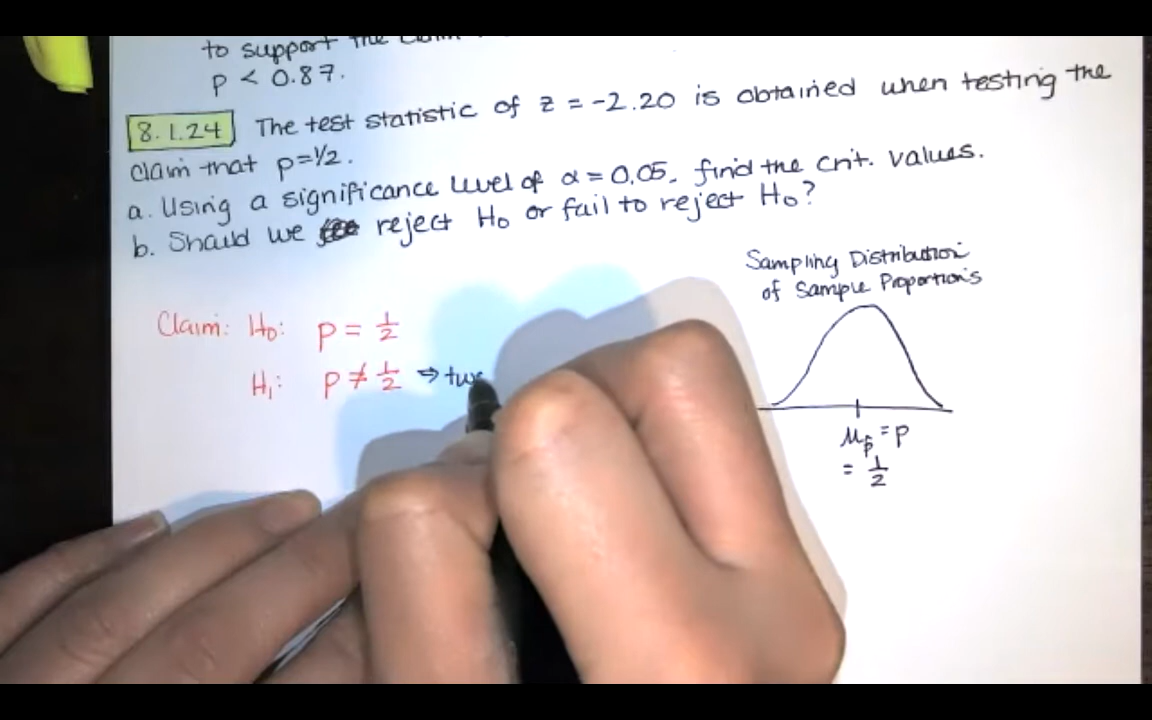 to support the
p < 0.87.
8.1.24 The test statistic of z = -2.20 is obtained when testing the
claim that p=1/2.
a. Using a significance level of α = 0.05, find the crit. values.
b. Should we reject H₀ or fail to reject H₀?
Sampling Distribution
of Sample Proportions
Claim: H₀: p = 1/2
H₁: p ≠ 1/2 ⇒
μp̂ = p
= 1/2